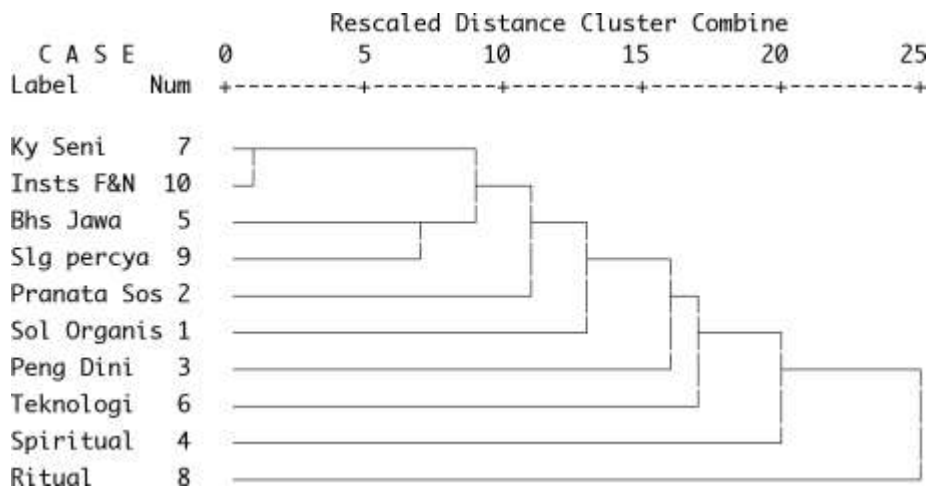 Rescaled Distance Cluster Combine
C A S E 0 5 10 15 20 25
Label Num +---------+---------+---------+---------+---------+
Ky Seni 7
Insts F&N 10
Bhs Jawa 5
Slg percya 9
Pranata Sos 2
Sol Organis 1
Peng Dini 3
Teknologi 6
Spiritual 4
Ritual 8